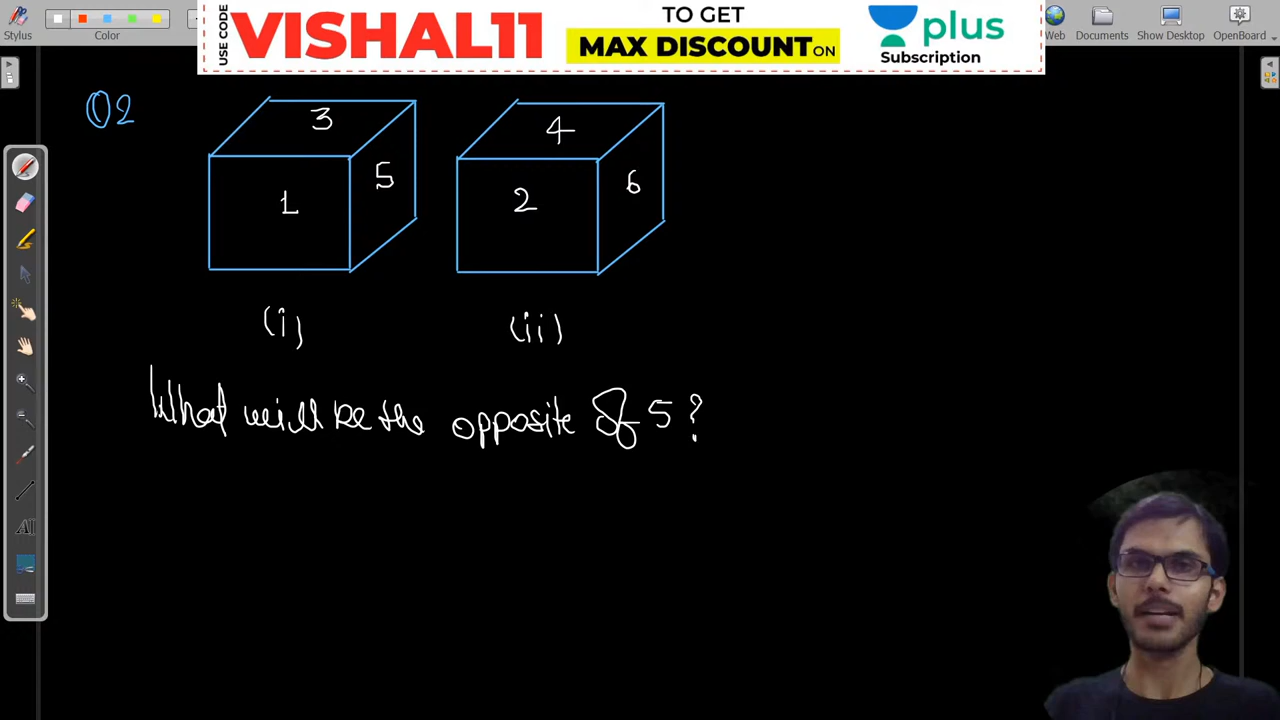 Stylus
Color
USE CODE
VISHAL11
TO GET
MAX DISCOUNT ON
plus
Subscription
Web
Documents
Show Desktop
OpenBoard
Q2
3
1
5
4
2
6
(i)
(ii)
What will be the opposite of 5?